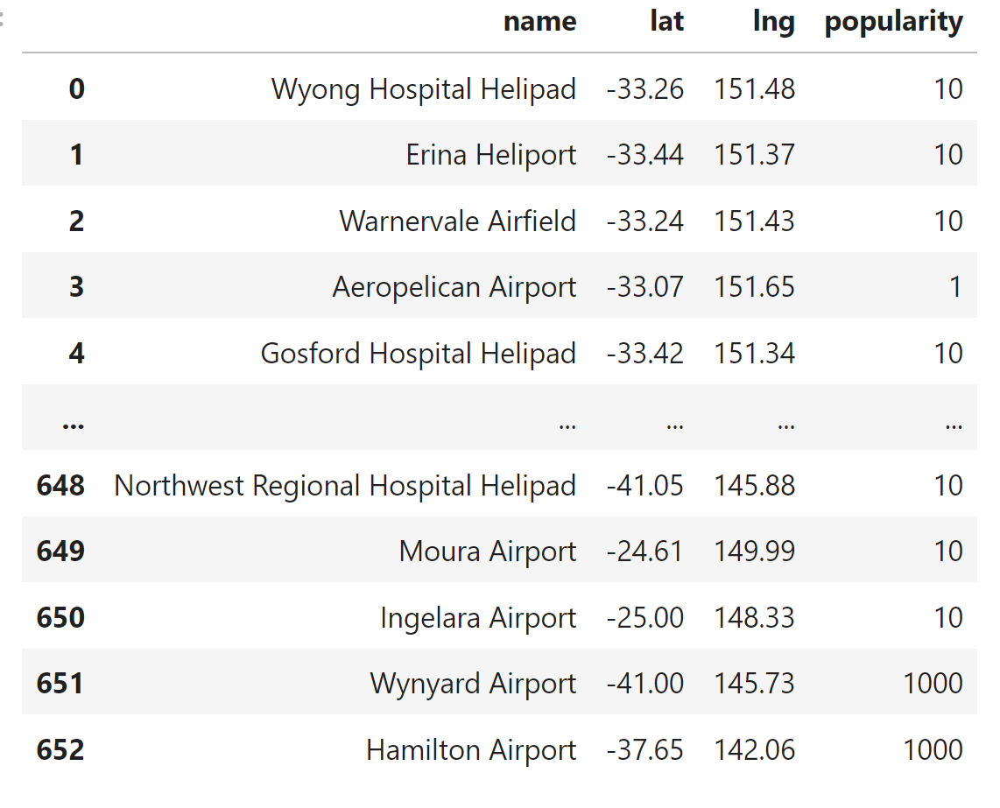 name lat lng popularity
0 Wyong Hospital Helipad -33.26 151.48 10
1 Erina Heliport -33.44 151.37 10
2 Warnervale Airfield -33.24 151.43 10
3 Aeropelican Airport -33.07 151.65 1
4 Gosford Hospital Helipad -33.42 151.34 10
... ... ... ... ...
648 Northwest Regional Hospital Helipad -41.05 145.88 10
649 Moura Airport -24.61 149.99 10
650 Ingelara Airport -25.00 148.33 10
651 Wynyard Airport -41.00 145.73 1000
652 Hamilton Airport -37.65 142.06 1000